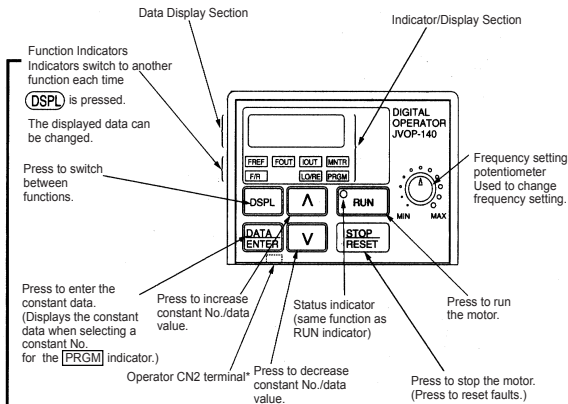 Data Display Section
Indicator/Display Section
Function Indicators
Indicators switch to another
function each time
DSPL is pressed.
The displayed data can
be changed.
Press to switch
between
functions.
DIGITAL
OPERATOR
JVOP-140
FREF FOUT IOUT MNTR
F/R LO/RE PRGM
DSPL ∧ RUN
MIN MAX
DATA
ENTER
∨
STOP
RESET
Frequency setting
potentiometer
Used to change
frequency setting.
Press to enter the
constant data.
(Displays the constant
data when selecting a
constant No.
for the PRGM indicator.)
Press to increase
constant No./data
value.
Operator CN2 terminal*
Press to decrease
constant No./data
value.
Status indicator
(same function as
RUN indicator)
Press to run
the motor.
Press to stop the motor.
(Press to reset faults.)